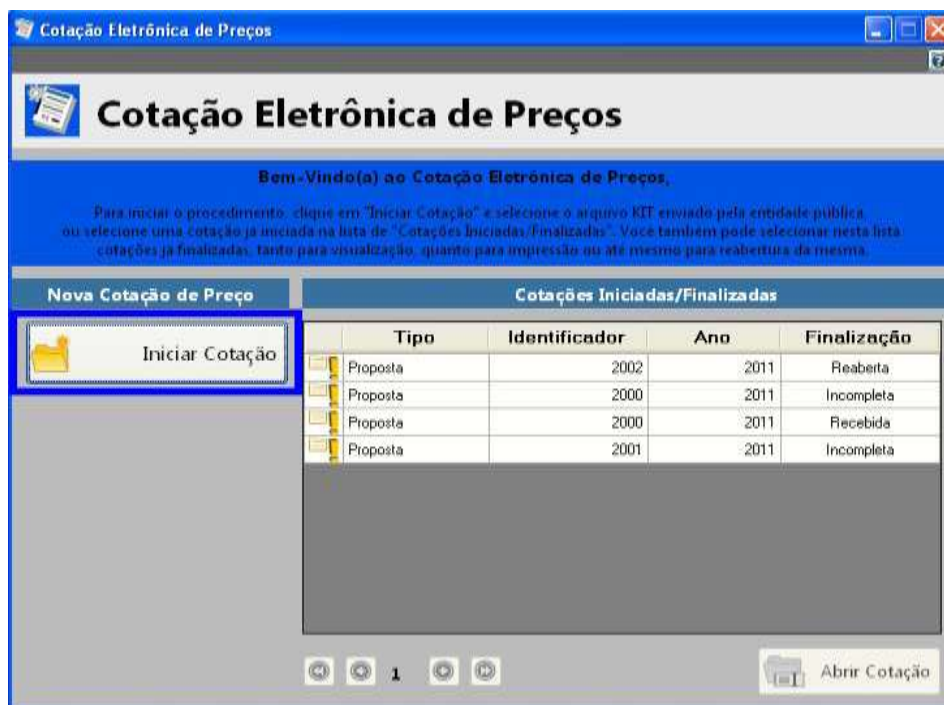 Cotação Eletrônica de Preços
Cotação Eletrônica de Preços
Bem-Vindo(a) ao Cotação Eletrônica de Preços,
Para iniciar o procedimento, clique em "Iniciar Cotação" e selecione o arquivo KIT enviado pela entidade pública,
ou selecione uma cotação já iniciada na lista de "Cotações Iniciadas/Finalizadas". Você também pode selecionar nesta lista
cotações já finalizadas, tanto para visualização, quanto para impressão ou até mesmo para reabertura da mesma.
Nova Cotação de Preço
Cotações Iniciadas/Finalizadas
Iniciar Cotação
Tipo Identificador Ano Finalização
Proposta 2002 2011 Reaberta
Proposta 2000 2011 Incompleta
Proposta 2000 2011 Recebida
Proposta 2001 2011 Incompleta
1
Abrir Cotação